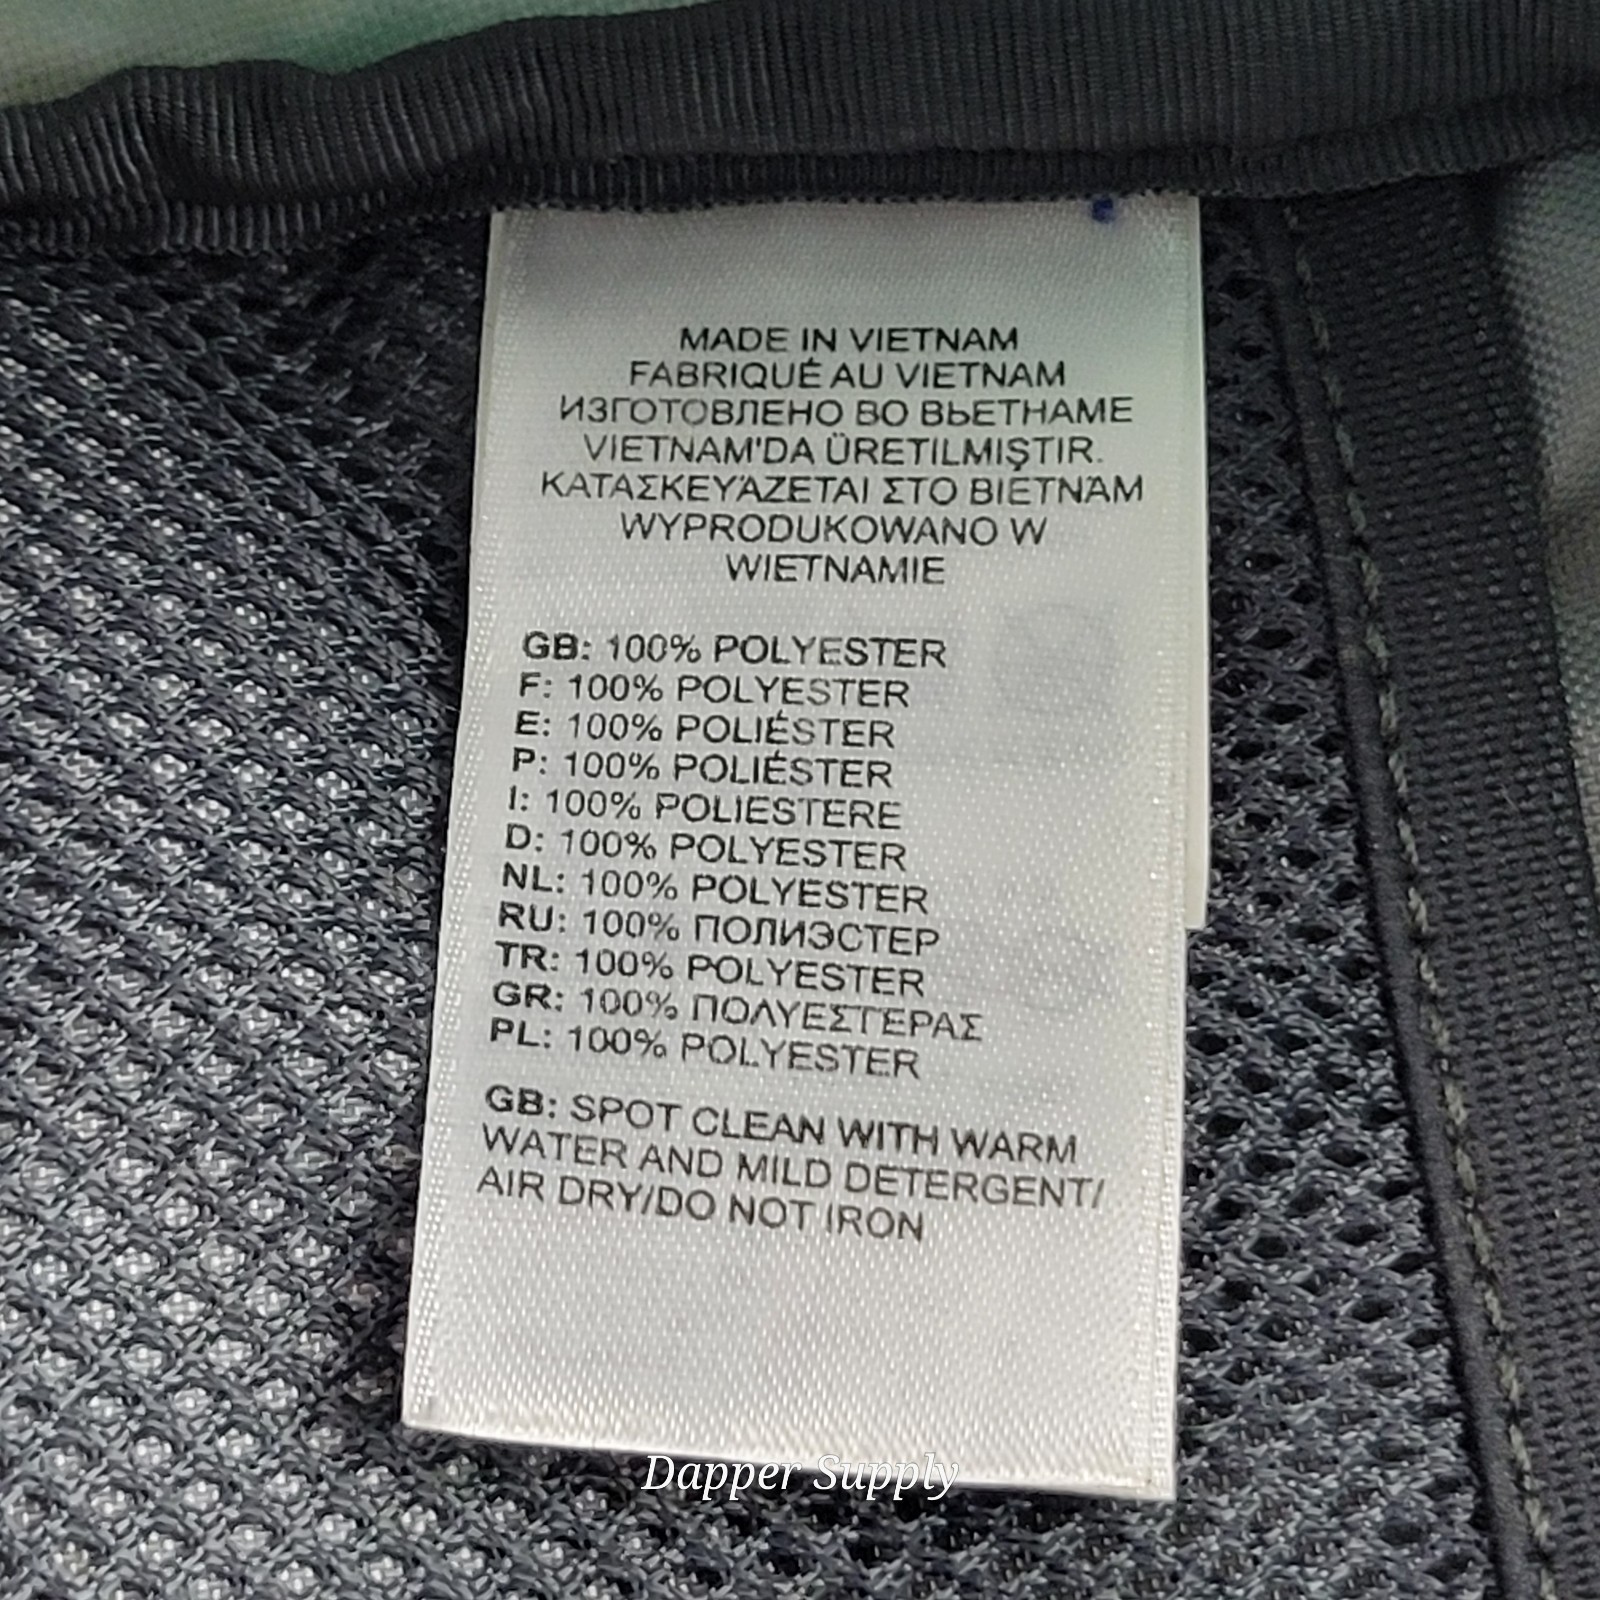 MADE IN VIETNAM
FABRIQUÉ AU VIETNAM
ИЗГОТОВЛЕНО ВО ВЬЕТНАМЕ
VIETNAM'DA ÜRETILMIŞTIR.
ΚΑΤΑΣΚΕΥΆΖΕΤΑΙ ΣΤΟ ΒΙΕΤΝΆΜ
WYPRODUKOWANO W
WIETNAMIE
GB: 100% POLYESTER
F: 100% POLYESTER
E: 100% POLIÉSTER
P: 100% POLIÉSTER
I: 100% POLIESTERE
D: 100% POLYESTER
NL: 100% POLYESTER
RU: 100% ПОЛИЭСТЕР
TR: 100% POLYESTER
GR: 100% ΠΟΛΥΕΣΤΕΡΑΣ
PL: 100% POLYESTER
GB: SPOT CLEAN WITH WARM
WATER AND MILD DETERGENT/
AIR DRY/DO NOT IRON
Dapper Supply